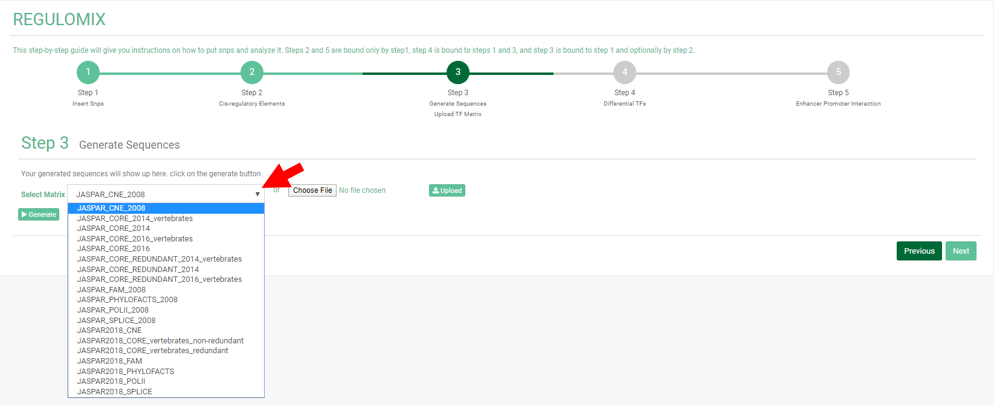 REGULOMIX
This step-by-step guide will give you instructions on how to put snps and analyze it. Steps 2 and 5 are bound only by step1, step 4 is bound to steps 1 and 3, and step 3 is bound to step 1 and optionally by step 2.
1 2 3 4 5
Step 1 Step 2 Step 3 Step 4 Step 5
Insert Snps Cis-regulatory Elements Generate Sequences Differential TFs Enhancer Promoter Interaction
Upload TF Matrix
Step 3 Generate Sequences
Your generated sequences will show up here. click on the generate button
Select Matrix JASPAR_CNE_2008 or Choose File No file chosen Upload
Generate
JASPAR_CNE_2008
JASPAR_CORE_2014_vertebrates
JASPAR_CORE_2014
JASPAR_CORE_2016_vertebrates
JASPAR_CORE_2016
JASPAR_CORE_REDUNDANT_2014_vertebrates
JASPAR_CORE_REDUNDANT_2014
JASPAR_CORE_REDUNDANT_2016_vertebrates
JASPAR_FAM_2008
JASPAR_PHYLOFACTS_2008
JASPAR_POLII_2008
JASPAR_SPLICE_2008
JASPAR2018_CNE
JASPAR2018_CORE_vertebrates_non-redundant
JASPAR2018_CORE_vertebrates_redundant
JASPAR2018_FAM
JASPAR2018_PHYLOFACTS
JASPAR2018_POLII
JASPAR2018_SPLICE
Previous Next